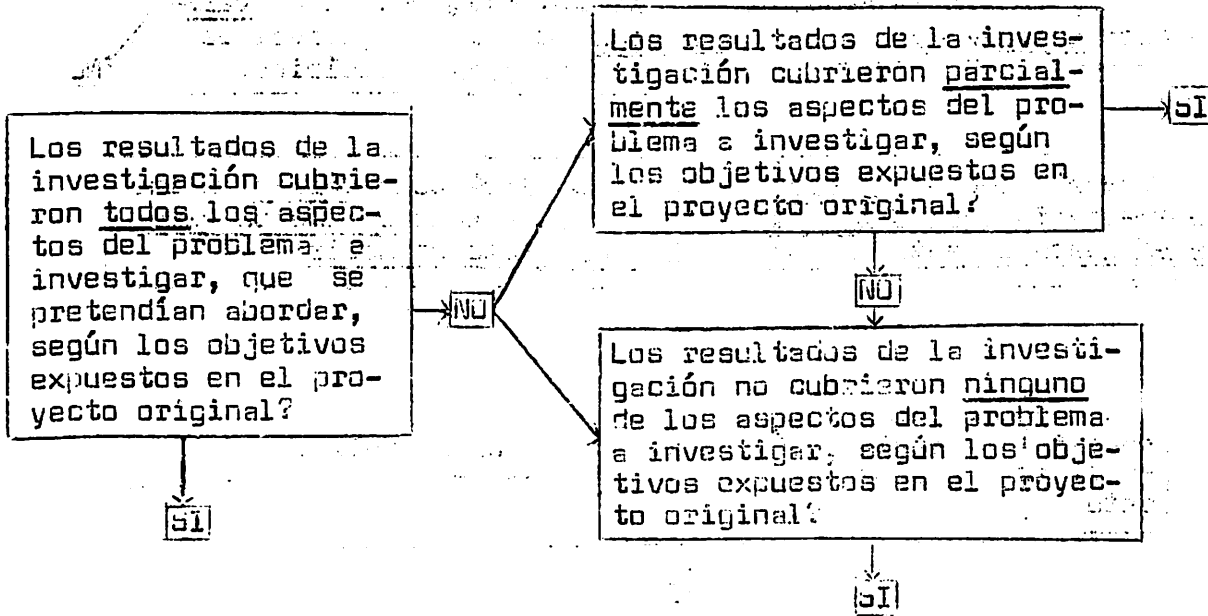 Los resultados de la
investigación cubrie-
ron todos los aspec-
tos del problema a
investigar, que se
pretendían abordar,
según los objetivos
expuestos en el pro-
yecto original?
SI
NO
Los resultados de la inves-
tigación cubrieron parcial-
mente los aspectos del pro-
blema a investigar, según
los objetivos expuestos en
el proyecto original?
SI
NO
Los resultados de la investi-
gación no cubrieron ninguno
de los aspectos del problema
a investigar, según los obje-
tivos expuestos en el proyec-
to original?
SI